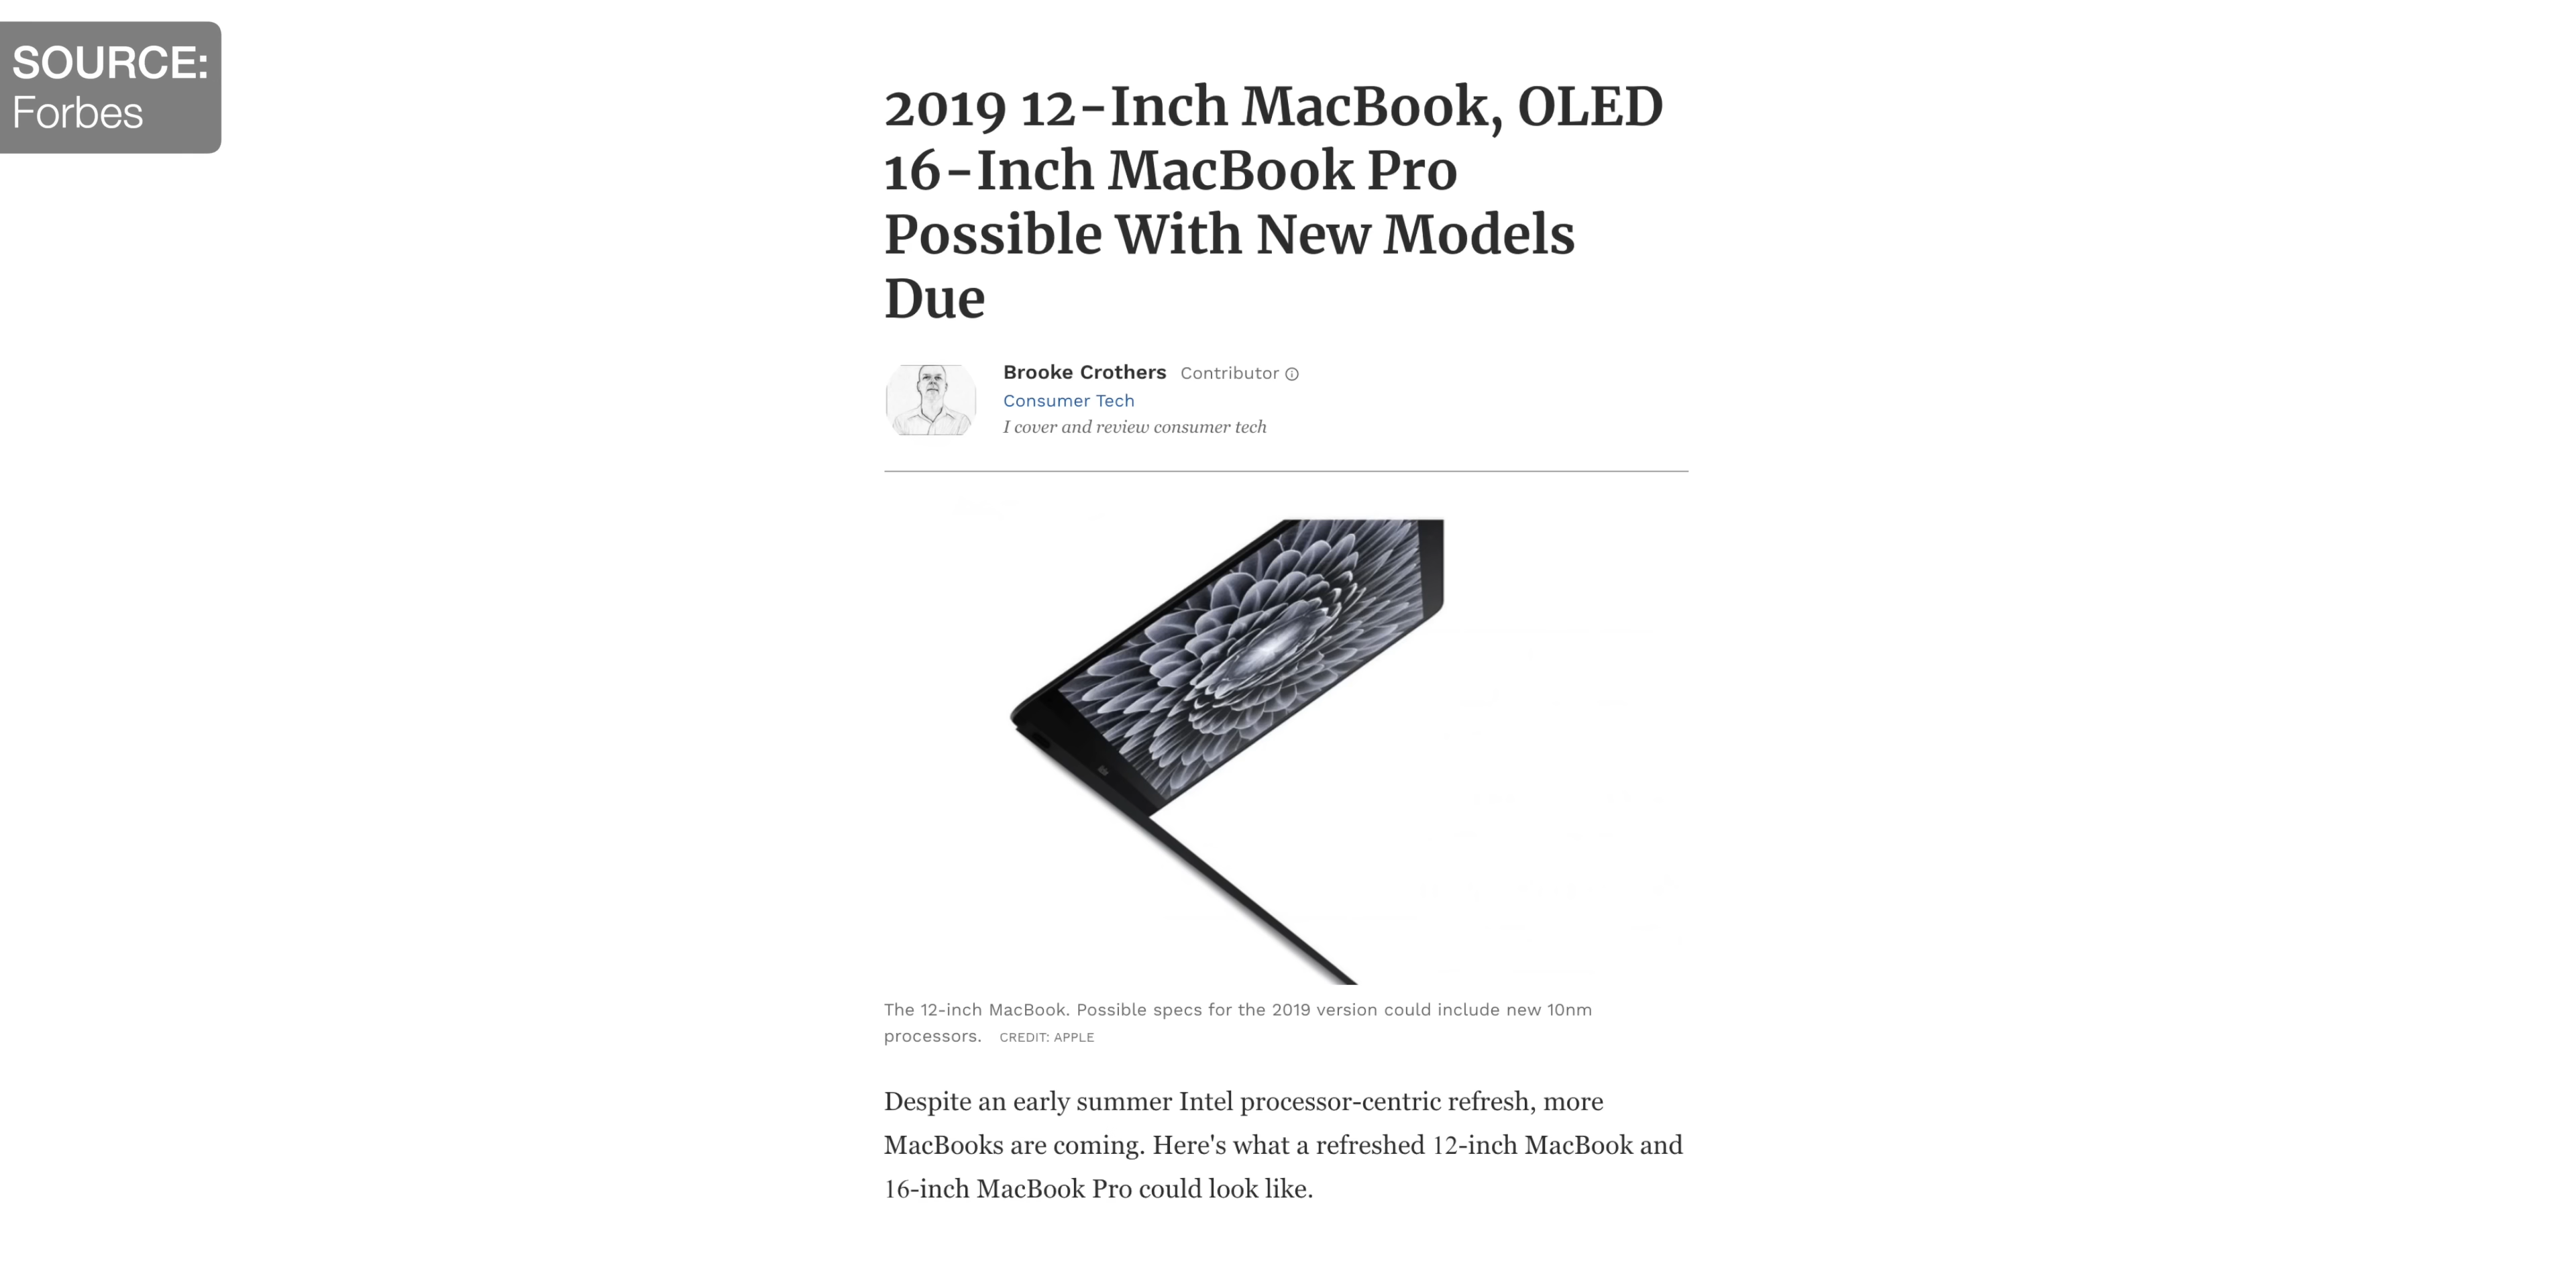 SOURCE:
Forbes
2019 12-Inch MacBook, OLED
16-Inch MacBook Pro
Possible With New Models
Due
Brooke Crothers Contributor
Consumer Tech
I cover and review consumer tech
The 12-inch MacBook. Possible specs for the 2019 version could include new 10nm
processors. CREDIT: APPLE
Despite an early summer Intel processor-centric refresh, more
MacBooks are coming. Here's what a refreshed 12-inch MacBook and
16-inch MacBook Pro could look like.